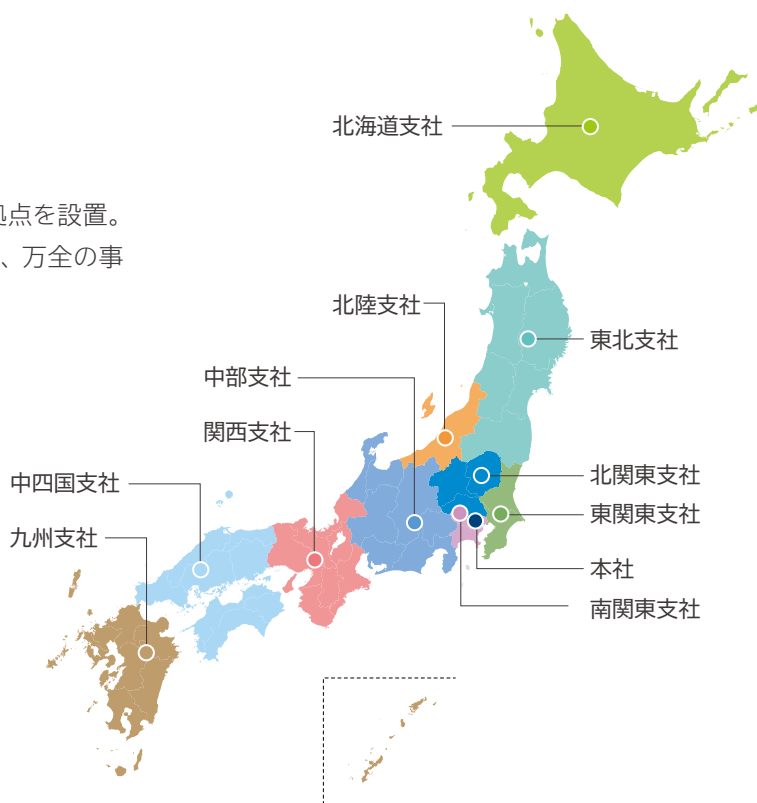 北海道支社
拠点を設置。
、万全の事
北陸支社
東北支社
中部支社
関西支社
北関東支社
中四国支社
東関東支社
九州支社
本社
南関東支社